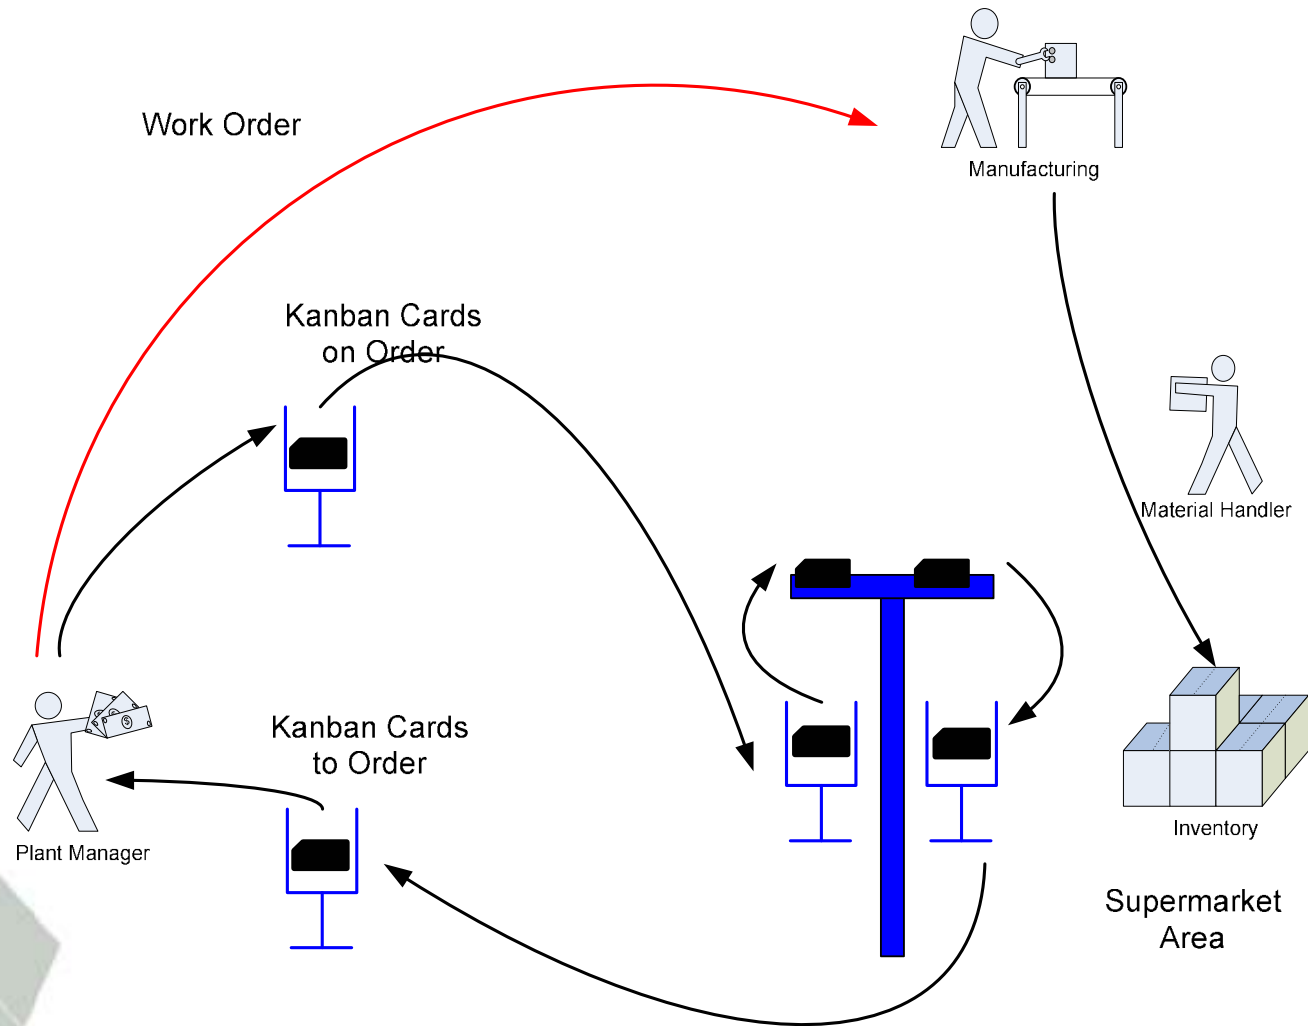 Work Order
Manufacturing
Kanban Cards
on Order
Material Handler
Kanban Cards
to Order
Plant Manager
Inventory
Supermarket
Area